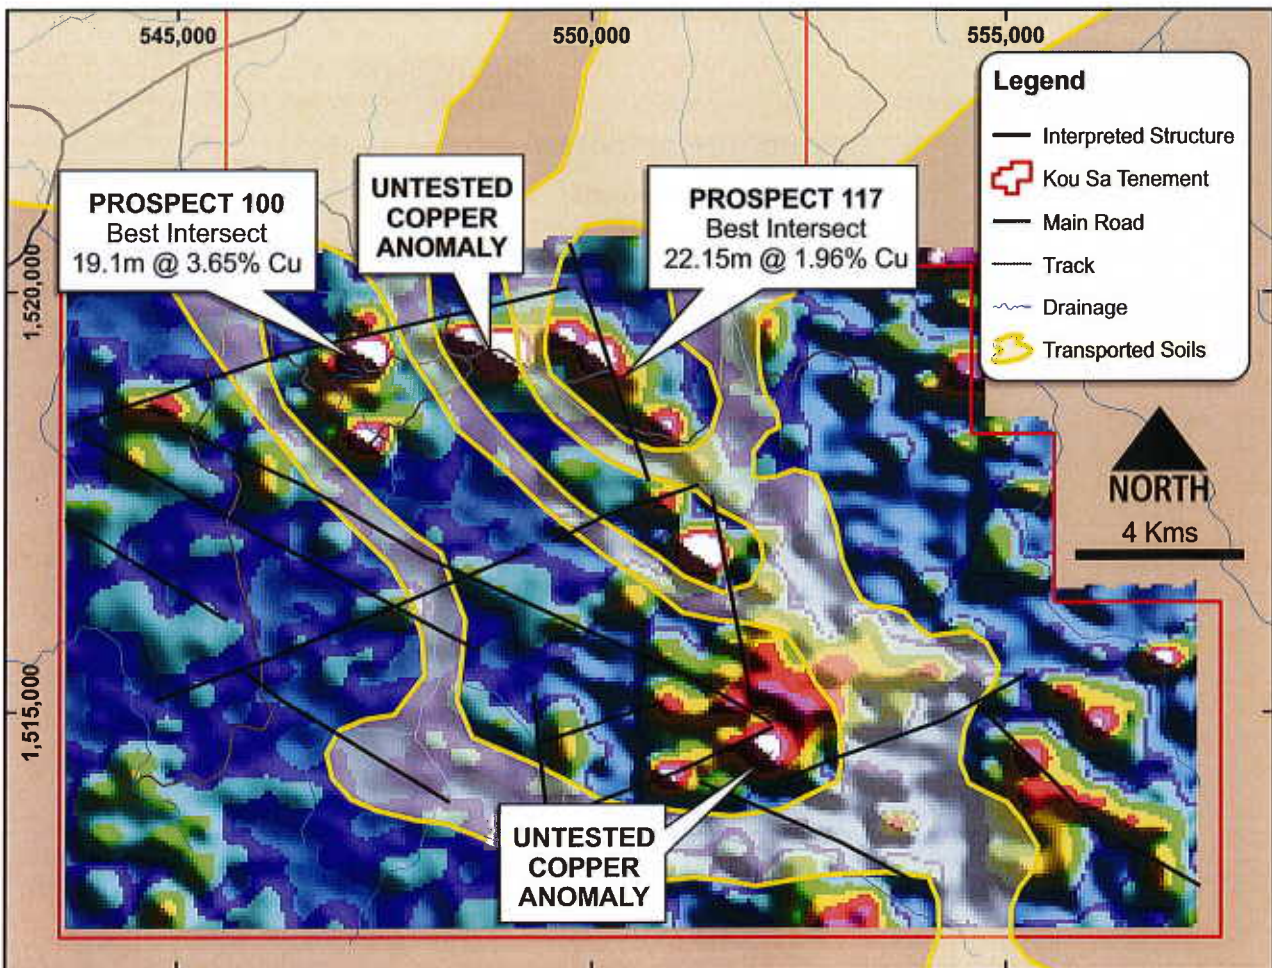 545,000
550,000
555,000
Legend
Interpreted Structure
Kou Sa Tenement
Main Road
Track
Drainage
Transported Soils
PROSPECT 100
Best Intersect
19.1m @ 3.65% Cu
UNTESTED
COPPER
ANOMALY
PROSPECT 117
Best Intersect
22.15m @ 1.96% Cu
1,520,000
NORTH
4 Kms
1,515,000
UNTESTED
COPPER
ANOMALY